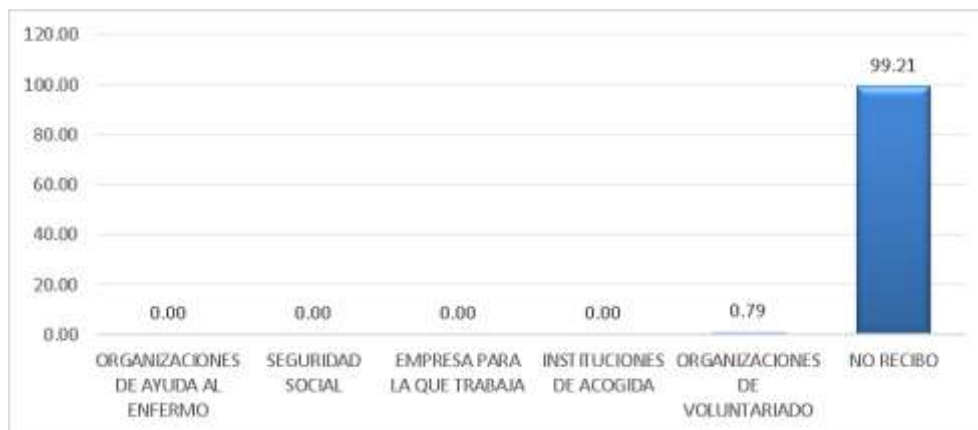 120.00
99.21
100.00
80.00
60.00
40.00
20.00
0.00 0.00 0.00 0.00 0.79
0.00
ORGANIZACIONES SEGURIDAD EMPRESA PARA INSTITUCIONES ORGANIZACIONES NO RECIBO
DE AYUDA AL SOCIAL LA QUE TRABAJA DE ACOGIDA DE
ENFERMO VOLUNTARIADO